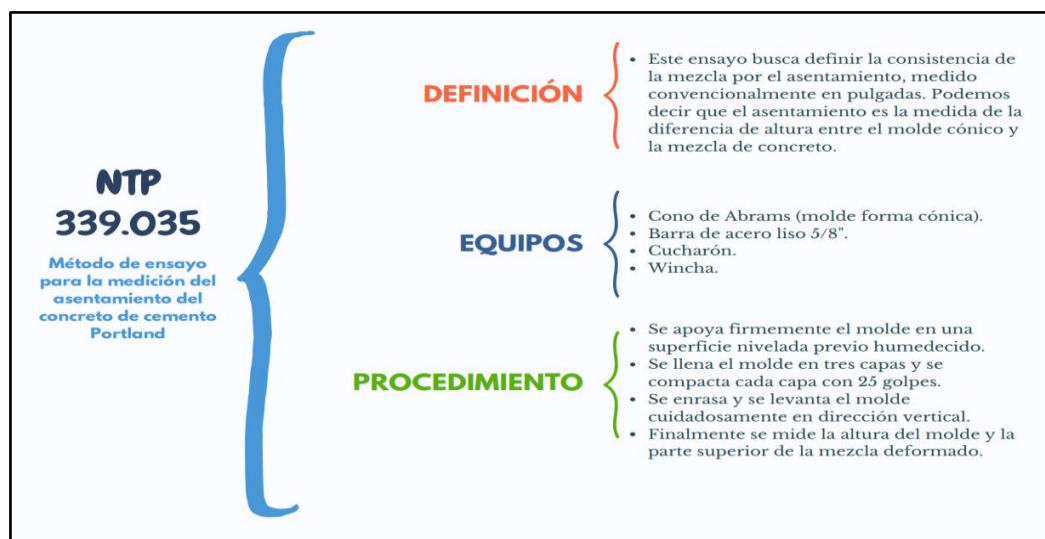 NTP
339.035
Método de ensayo
para la medición del
asentamiento del
concreto de cemento
Portland
DEFINICIÓN
• Este ensayo busca definir la consistencia de
la mezcla por el asentamiento, medido
convencionalmente en pulgadas. Podemos
decir que el asentamiento es la medida de la
diferencia de altura entre el molde cónico y
la mezcla de concreto.
EQUIPOS
• Cono de Abrams (molde forma cónica).
• Barra de acero liso 5/8".
• Cucharón.
• Wincha.
PROCEDIMIENTO
• Se apoya firmemente el molde en una
superficie nivelada previo humedecido.
• Se llena el molde en tres capas y se
compacta cada capa con 25 golpes.
• Se enrasa y se levanta el molde
cuidadosamente en dirección vertical.
• Finalmente se mide la altura del molde y la
parte superior de la mezcla deformado.